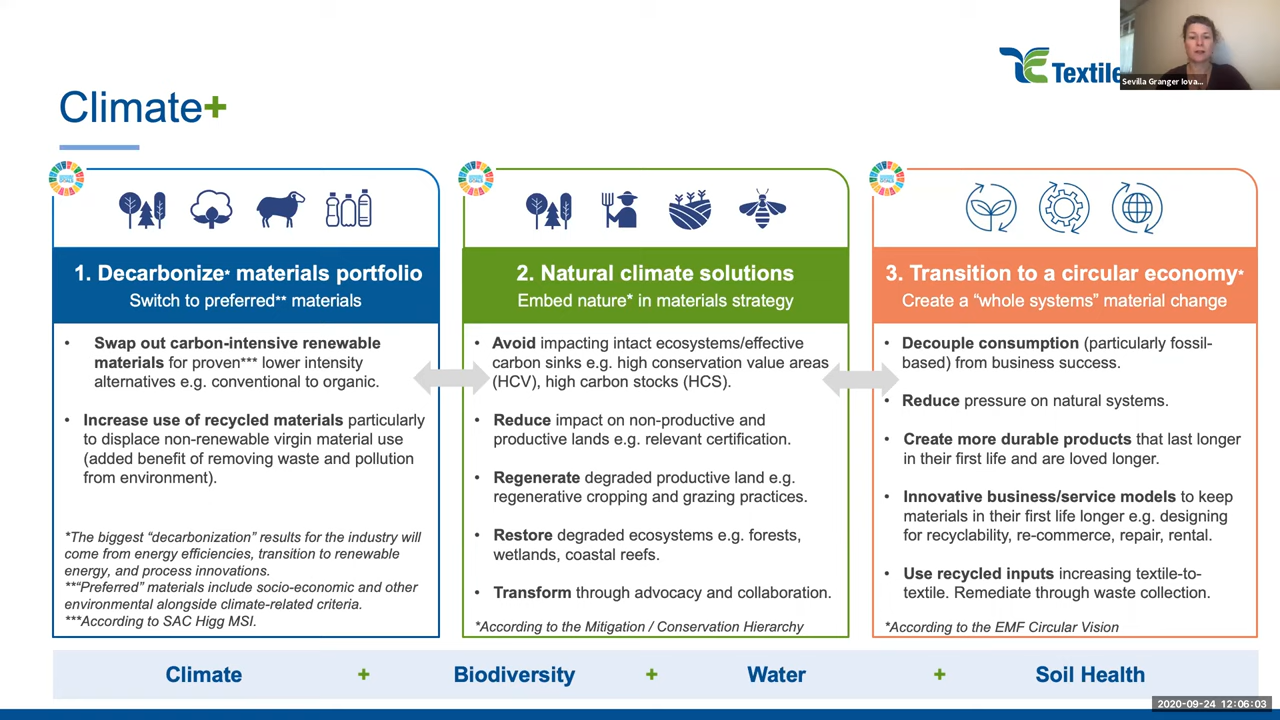 Textile
Sevilla Granger Iova...
Climate+
1. Decarbonize* materials portfolio
Switch to preferred** materials
• Swap out carbon-intensive renewable
materials for proven*** lower intensity
alternatives e.g. conventional to organic.
• Increase use of recycled materials particularly
to displace non-renewable virgin material use
(added benefit of removing waste and pollution
from environment).
*The biggest “decarbonization” results for the industry will
come from energy efficiencies, transition to renewable
energy, and process innovations.
**“Preferred” materials include socio-economic and other
environmental alongside climate-related criteria.
***According to SAC Higg MSI.
2. Natural climate solutions
Embed nature* in materials strategy
• Avoid impacting intact ecosystems/effective
carbon sinks e.g. high conservation value areas
(HCV), high carbon stocks (HCS).
• Reduce impact on non-productive and
productive lands e.g. relevant certification.
• Regenerate degraded productive land e.g.
regenerative cropping and grazing practices.
• Restore degraded ecosystems e.g. forests,
wetlands, coastal reefs.
• Transform through advocacy and collaboration.
*According to the Mitigation / Conservation Hierarchy
3. Transition to a circular economy*
Create a “whole systems” material change
• Decouple consumption (particularly fossil-
based) from business success.
• Reduce pressure on natural systems.
• Create more durable products that last longer
in their first life and are loved longer.
• Innovative business/service models to keep
materials in their first life longer e.g. designing
for recyclability, re-commerce, repair, rental.
• Use recycled inputs increasing textile-to-
textile. Remediate through waste collection.
*According to the EMF Circular Vision
Climate + Biodiversity + Water + Soil Health
2020-09-24 12:06:03